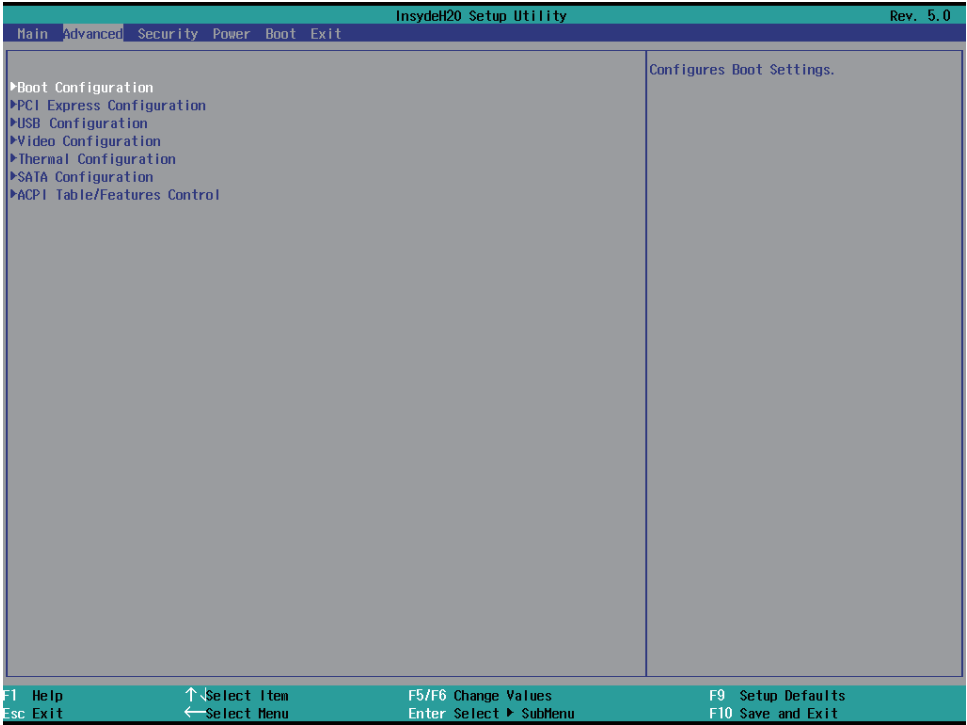 InsydeH20 Setup Utility Rev. 5.0
Main Advanced Security Power Boot Exit
Configures Boot Settings.
▶Boot Configuration
▶PCI Express Configuration
▶USB Configuration
▶Video Configuration
▶Thermal Configuration
▶SATA Configuration
▶ACPI Table/Features Control
F1 Help ↑↓Select Item F5/F6 Change Values F9 Setup Defaults
Esc Exit ←Select Menu Enter Select ▶ SubMenu F10 Save and Exit